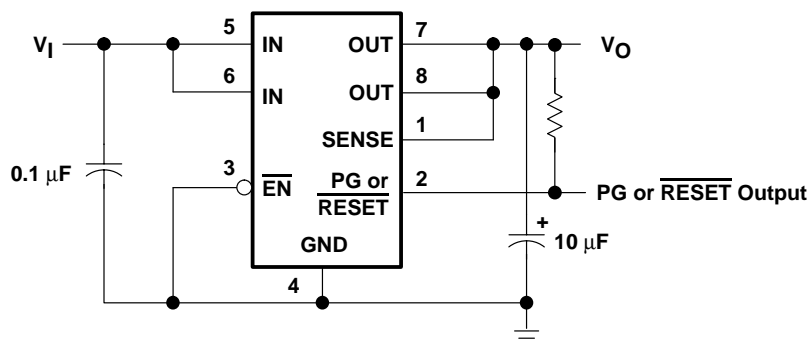 5
7
V_I
IN
OUT
V_O
6
8
IN
OUT
1
SENSE
0.1 μF
3
EN
PG or
RESET
2
PG or RESET Output
+
GND
10 μF
4